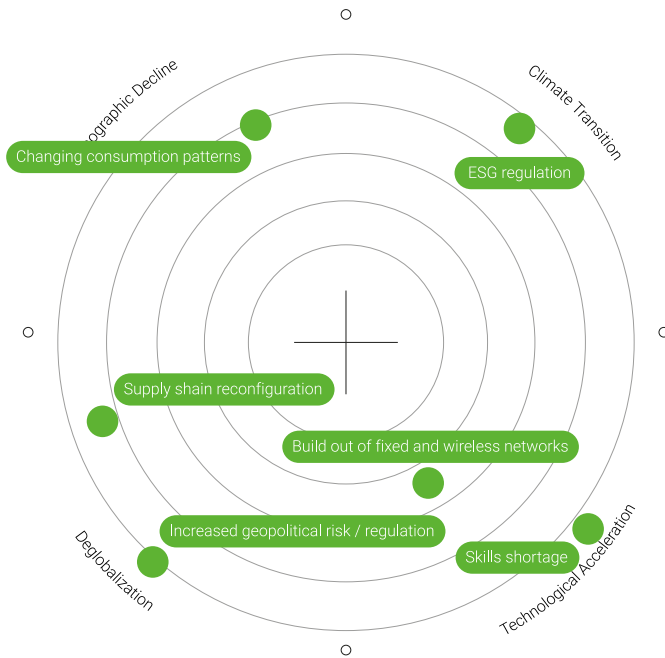 Climate Transition
Decline
Changing consumption patterns
ESG regulation
Supply shain reconfiguration
Build out of fixed and wireless networks
Increased geopolitical risk / regulation
Skills shortage
Deglobalization
Technological Acceleration